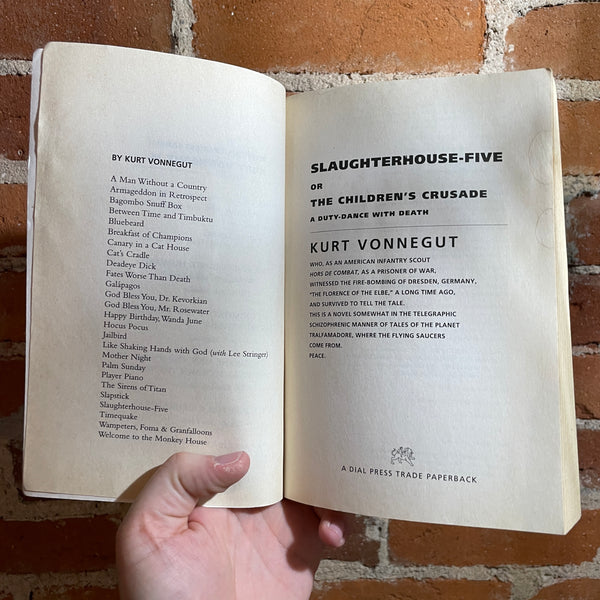 BY KURT VONNEGUT
A Man Without a Country
Armageddon in Retrospect
Bagombo Snuff Box
Between Time and Timbuktu
Bluebeard
Breakfast of Champions
Canary in a Cat House
Cat's Cradle
Deadeye Dick
Fates Worse Than Death
Galápagos
God Bless You, Dr. Kevorkian
God Bless You, Mr. Rosewater
Happy Birthday, Wanda June
Hocus Pocus
Jailbird
Like Shaking Hands with God (with Lee Stringer)
Mother Night
Palm Sunday
Player Piano
The Sirens of Titan
Slapstick
Slaughterhouse-Five
Timequake
Wampeters, Foma & Granfalloons
Welcome to the Monkey House
SLAUGHTERHOUSE-FIVE
OR
THE CHILDREN'S CRUSADE
A DUTY-DANCE WITH DEATH
KURT VONNEGUT
WHO, AS AN AMERICAN INFANTRY SCOUT
HORS DE COMBAT, AS A PRISONER OF WAR,
WITNESSED THE FIRE-BOMBING OF DRESDEN, GERMANY,
"THE FLORENCE OF THE ELBE," A LONG TIME AGO,
AND SURVIVED TO TELL THE TALE.
THIS IS A NOVEL SOMEWHAT IN THE TELEGRAPHIC
SCHIZOPHRENIC MANNER OF TALES OF THE PLANET
TRALFAMADORE, WHERE THE FLYING SAUCERS
COME FROM.
PEACE.
A DIAL PRESS TRADE PAPERBACK